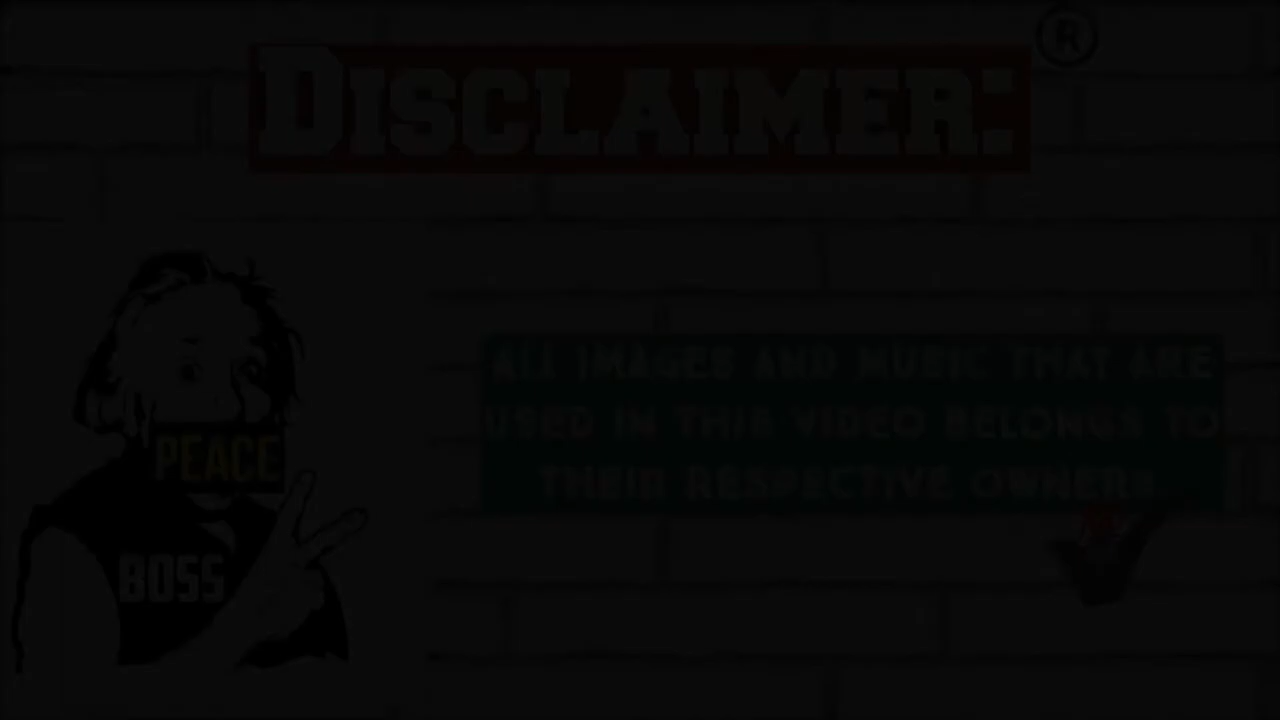 DISCLAIMER:
®
ALL IMAGES AND MUSIC THAT ARE
USED IN THIS VIDEO BELONGS TO
THEIR RESPECTIVE OWNERS
PEACE
BOSS